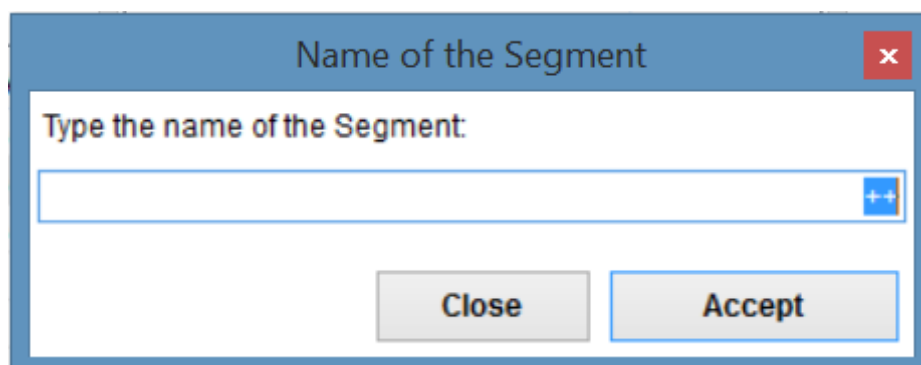 Name of the Segment
x
Type the name of the Segment:
++
Close Accept